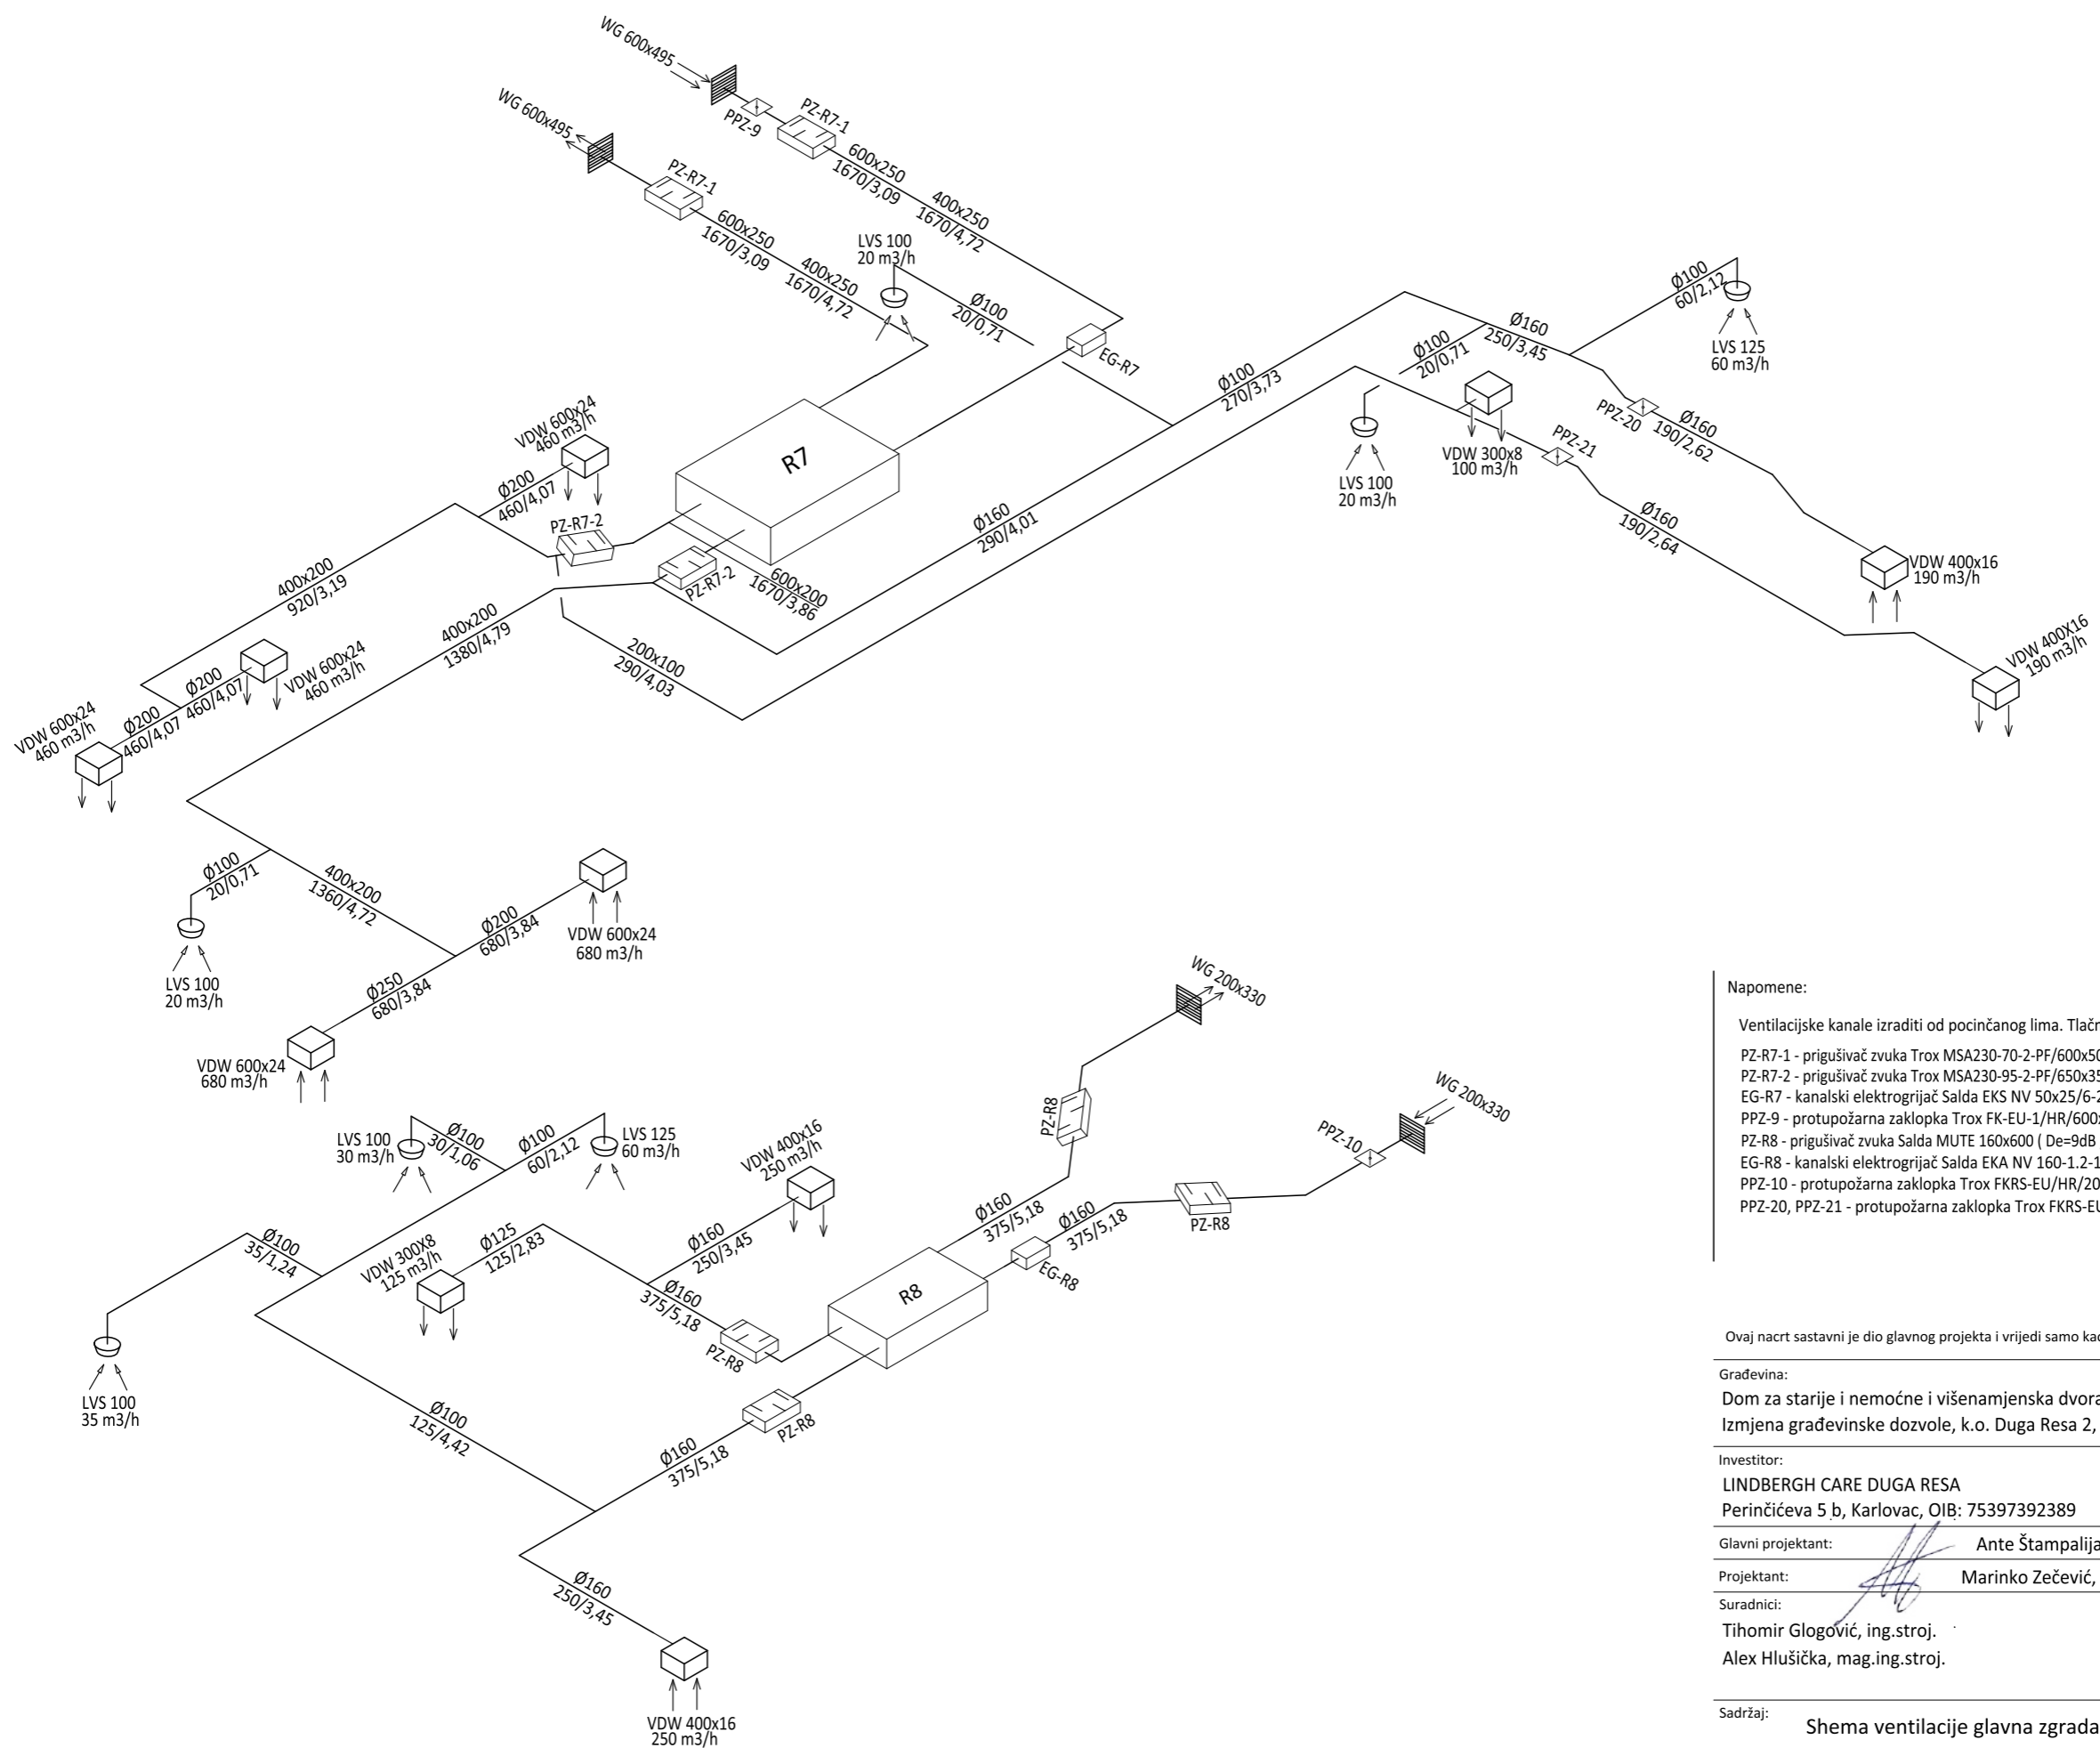 WG 600x495
PPZ-9
PZ-R7-1
600x250
1670/3,09
400x250
1670/4,72
WG 600x495
PZ-R7-1
600x250
1670/3,09
400x250
1670/4,72
LVS 100
20 m3/h
Ø100
20/0,71
EG-R7
R7
VDW 600x24
460 m3/h
Ø200
460/4,07
PZ-R7-2
PZ-R7-2
600x200
1670/3,86
400x200
920/3,19
400x200
1380/4,79
200x100
290/4,03
Ø160
290/4,01
Ø100
270/3,73
Ø160
250/3,45
Ø100
60/2,12
LVS 125
60 m3/h
Ø100
20/0,71
LVS 100
20 m3/h
VDW 300x8
100 m3/h
PPZ-20
Ø160
190/2,62
PPZ-21
Ø160
190/2,64
VDW 400x16
190 m3/h
VDW 400X16
190 m3/h
Ø200
460/4,07
VDW 600x24
460 m3/h
VDW 600x24
460 m3/h
Ø200
460/4,07
Ø100
20/0,71
LVS 100
20 m3/h
400x200
1360/4,72
Ø200
680/3,84
VDW 600x24
680 m3/h
Ø250
680/3,84
VDW 600x24
680 m3/h
LVS 100
30 m3/h
Ø100
30/1,06
Ø100
60/2,12
LVS 125
60 m3/h
VDW 400x16
250 m3/h
Ø100
35/1,24
LVS 100
35 m3/h
VDW 300X8
125 m3/h
Ø125
125/2,83
Ø160
250/3,45
Ø160
375/5,18
PZ-R8
R8
Ø160
375/5,18
PZ-R8
WG 200x330
EG-R8
Ø160
375/5,18
PZ-R8
PPZ-10
WG 200x330
PZ-R8
Ø160
375/5,18
Ø100
125/4,42
Ø160
250/3,45
VDW 400x16
250 m3/h
Napomene:
Ventilacijske kanale izraditi od pocinčanog lima. Tlačn
PZ-R7-1 - prigušivač zvuka Trox MSA230-70-2-PF/600x50
PZ-R7-2 - prigušivač zvuka Trox MSA230-95-2-PF/650x35
EG-R7 - kanalski elektrogrijač Salda EKS NV 50x25/6-2
PPZ-9 - protupožarna zaklopka Trox FK-EU-1/HR/600x
PZ-R8 - prigušivač zvuka Salda MUTE 160x600 ( De=9dB
EG-R8 - kanalski elektrogrijač Salda EKA NV 160-1.2-1
PPZ-10 - protupožarna zaklopka Trox FKRS-EU/HR/20
PPZ-20, PPZ-21 - protupožarna zaklopka Trox FKRS-EU
Ovaj nacrt sastavni je dio glavnog projekta i vrijedi samo kao
Građevina:
Dom za starije i nemoćne i višenamjenska dvora
Izmjena građevinske dozvole, k.o. Duga Resa 2,
Investitor:
LINDBERGH CARE DUGA RESA
Perinčićeva 5 b, Karlovac, OIB: 75397392389
Glavni projektant: Ante Štampalija
Projektant: Marinko Zečević,
Suradnici:
Tihomir Glogović, ing.stroj.
Alex Hlušička, mag.ing.stroj.
Sadržaj:
Shema ventilacije glavna zgrada